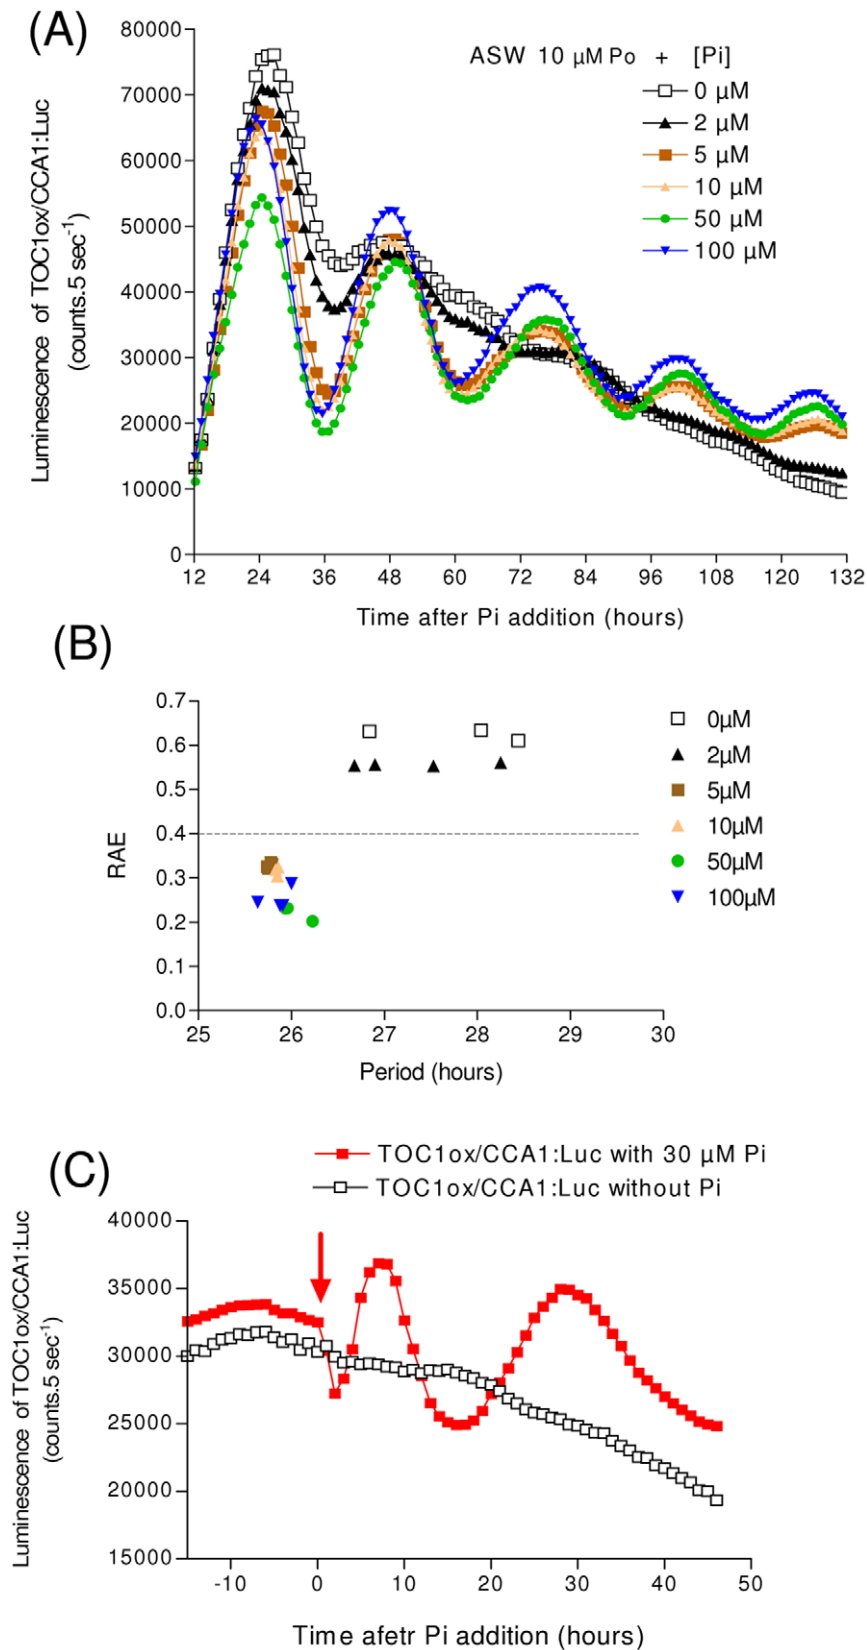 (A)
Luminescence of TOC1ox/CCA1:Luc
(counts.5 sec-1)
80000
70000
60000
50000
40000
30000
20000
10000
0
ASW 10 µM Po + [Pi]
0 µM
2 µM
5 µM
10 µM
50 µM
100 µM
12 24 36 48 60 72 84 96 108 120 132
Time after Pi addition (hours)
(B)
RAE
0.7
0.6
0.5
0.4
0.3
0.2
0.1
0.0
0µM
2µM
5µM
10µM
50µM
100µM
25 26 27 28 29 30
Period (hours)
(C)
TOC1ox/CCA1:Luc with 30 µM Pi
TOC1ox/CCA1:Luc without Pi
Luminescence of TOC1ox/CCA1:Luc
(counts.5 sec-1)
40000
35000
30000
25000
20000
15000
-10 0 10 20 30 40 50
Time afetr Pi addition (hours)